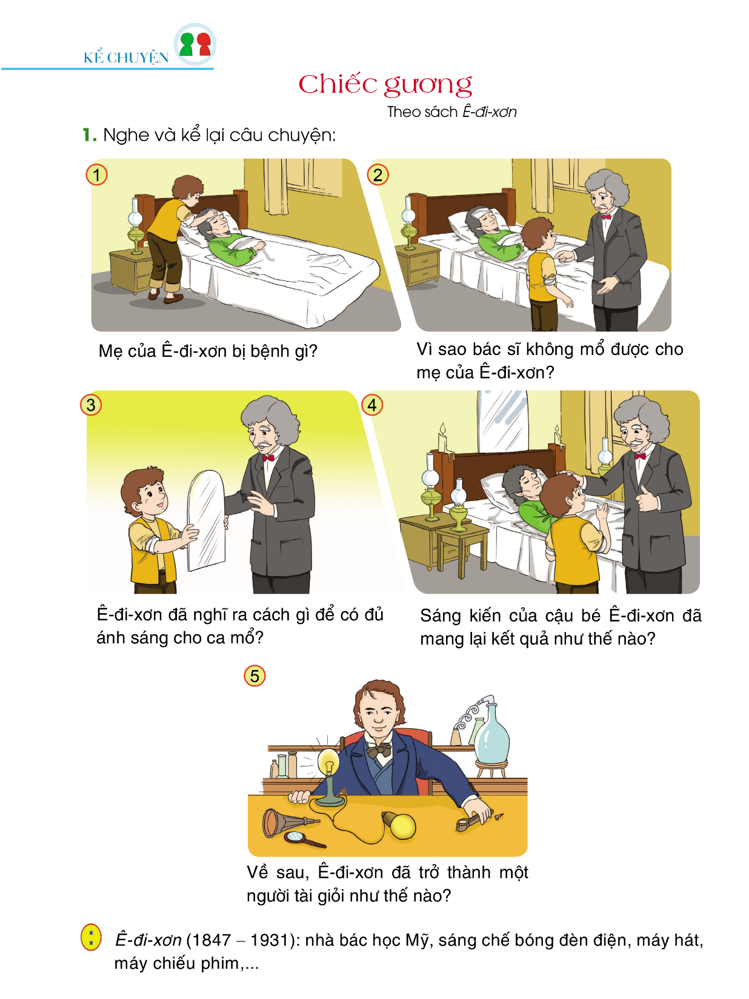 KỂ CHUYỆN
Chiếc gương
Theo sách Ê-đi-xơn
1. Nghe và kể lại câu chuyện:
1
2
Mẹ của Ê-đi-xơn bị bệnh gì?
Vì sao bác sĩ không mổ được cho
mẹ của Ê-đi-xơn?
3
4
Ê-đi-xơn đã nghĩ ra cách gì để có đủ
ánh sáng cho ca mổ?
Sáng kiến của cậu bé Ê-đi-xơn đã
mang lại kết quả như thế nào?
5
Về sau, Ê-đi-xơn đã trở thành một
người tài giỏi như thế nào?
: Ê-đi-xơn (1847 – 1931): nhà bác học Mỹ, sáng chế bóng đèn điện, máy hát,
máy chiếu phim,...